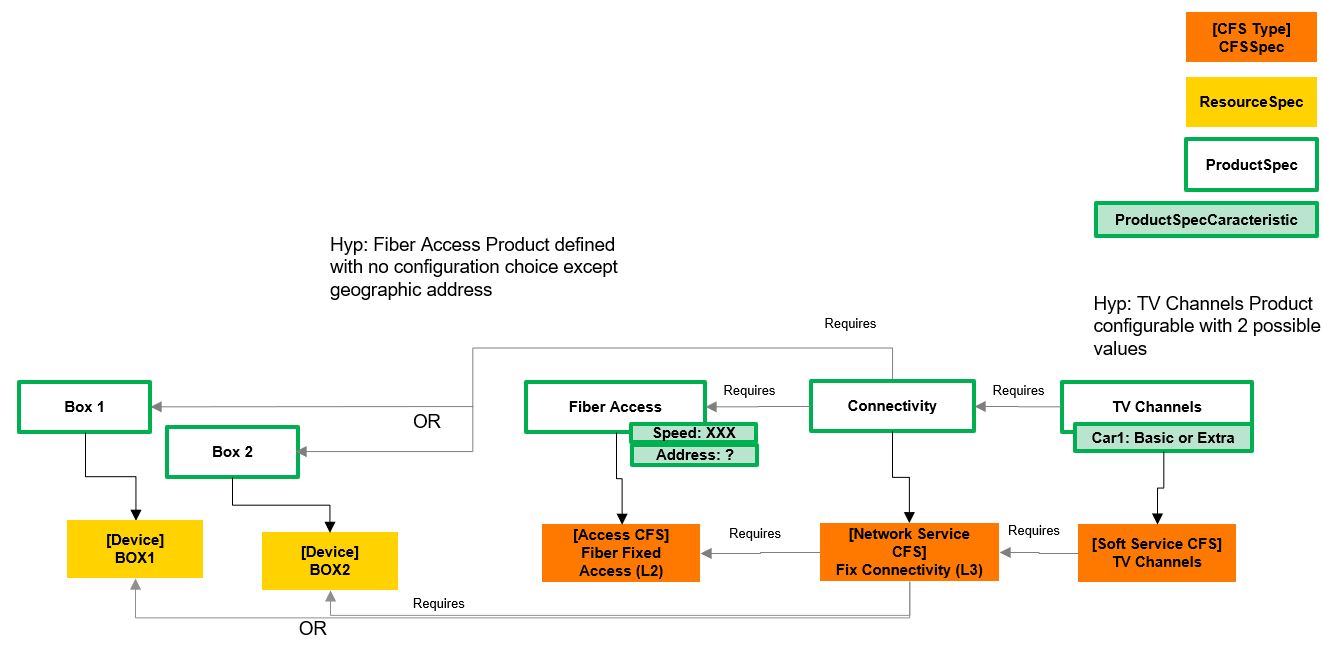 [CFS Type]
CFSSpec
ResourceSpec
ProductSpec
ProductSpecCaracteristic
Hyp: Fiber Access Product defined
with no configuration choice except
geographic address
Hyp: TV Channels Product
configurable with 2 possible
values
Requires
Box 1
OR
Box 2
Fiber Access
Speed: XXX
Address: ?
Requires
Connectivity
Requires
TV Channels
Car1: Basic or Extra
[Device]
BOX1
[Device]
BOX2
[Access CFS]
Fiber Fixed
Access (L2)
Requires
[Network Service
CFS]
Fix Connectivity (L3)
Requires
[Soft Service CFS]
TV Channels
Requires
OR